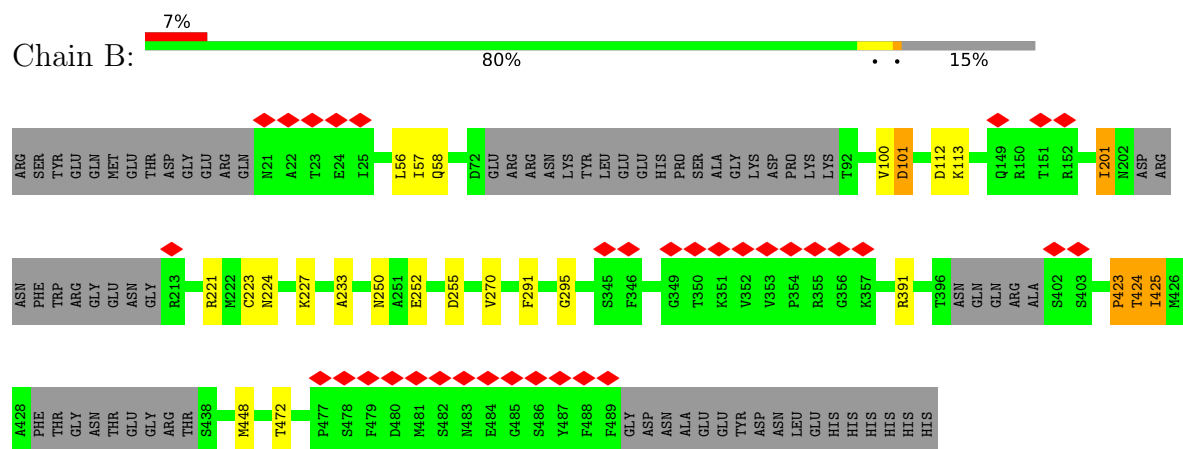 7%
Chain B:
80% • • 15%
ARG SER TYR GLU GLN MET GLU THR ASP GLY GLU ARG GLN N21 A22 T23 E24 I25 L56 I57 Q58 D72 GLU ARG ARG ASN LYS TYR LEU GLU GLU HIS PRO SER ALA GLY LYS ASP PRO LYS LYS T92 V100 D101 D112 K113 Q149 R150 T151 R152 I201 N202 ASP ARG
ASN PHE TRP ARG GLY GLU ASN GLY R213 R221 M222 C223 N224 K227 A233 N250 A251 E252 D255 V270 F291 G295 S345 F346 G349 T350 K351 V352 V353 P354 R355 G356 K357 R391 T396 ASN GLN GLN ARG ALA S402 S403 P423 T424 I425 M426
A428 PHE THR GLY ASN THR GLU GLY ARG THR S438 M448 T472 P477 S478 F479 D480 M481 S482 N483 E484 G485 S486 Y487 F488 F489 GLY ASP ASN ALA GLU GLU TYR ASP ASN LEU GLU HIS HIS HIS HIS HIS HIS